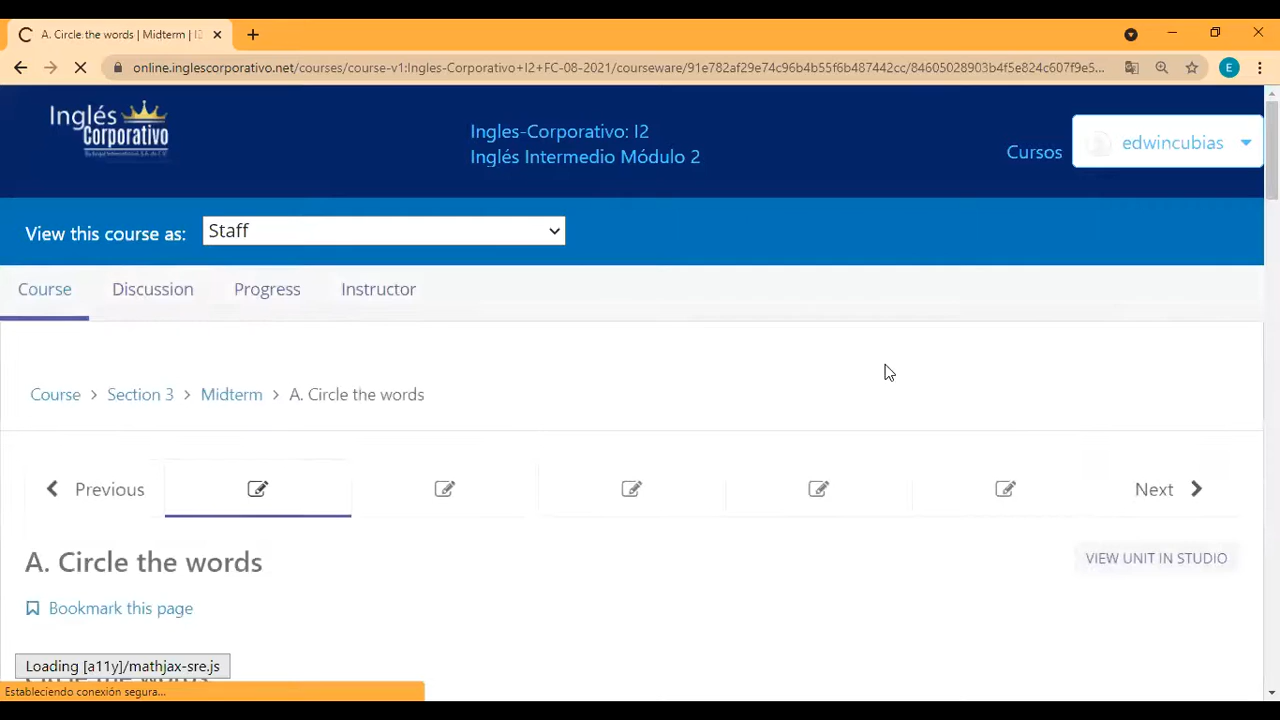 A. Circle the words | Midterm | I2
online.inglescorporativo.net/courses/course-v1:Ingles-Corporativo+I2+FC-08-2021/courseware/91e782af29e74c96b4b55f6b487442cc/84605028903b4f5e824c607f9e5...
E
Inglés
Corporativo
Ingles-Corporativo: I2
Inglés Intermedio Módulo 2
Cursos
edwincubias
View this course as:
Staff
Course
Discussion
Progress
Instructor
Course > Section 3 > Midterm > A. Circle the words
Previous
Next
A. Circle the words
VIEW UNIT IN STUDIO
Bookmark this page
Loading [a11y]/mathjax-sre.js
Estableciendo conexión segura...